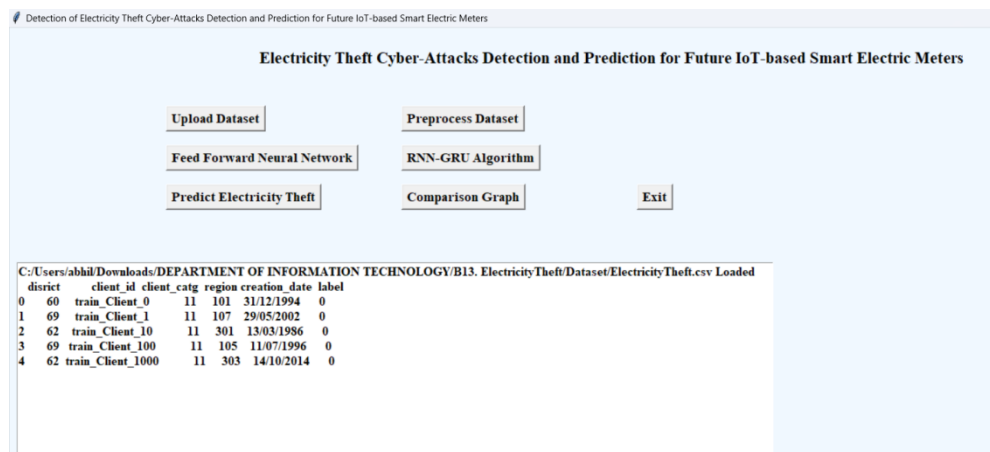 Detection of Electricity Theft Cyber-Attacks Detection and Prediction for Future IoT-based Smart Electric Meters
Electricity Theft Cyber-Attacks Detection and Prediction for Future IoT-based Smart Electric Meters
Upload Dataset Preprocess Dataset
Feed Forward Neural Network RNN-GRU Algorithm
Predict Electricity Theft Comparison Graph Exit
C:/Users/abhil/Downloads/DEPARTMENT OF INFORMATION TECHNOLOGY/B13. ElectricityTheft/Dataset/ElectricityTheft.csv Loaded
disrict client_id client_catg region creation_date label
0 60 train_Client_0 11 101 31/12/1994 0
1 69 train_Client_1 11 107 29/05/2002 0
2 62 train_Client_10 11 301 13/03/1986 0
3 69 train_Client_100 11 105 11/07/1996 0
4 62 train_Client_1000 11 303 14/10/2014 0